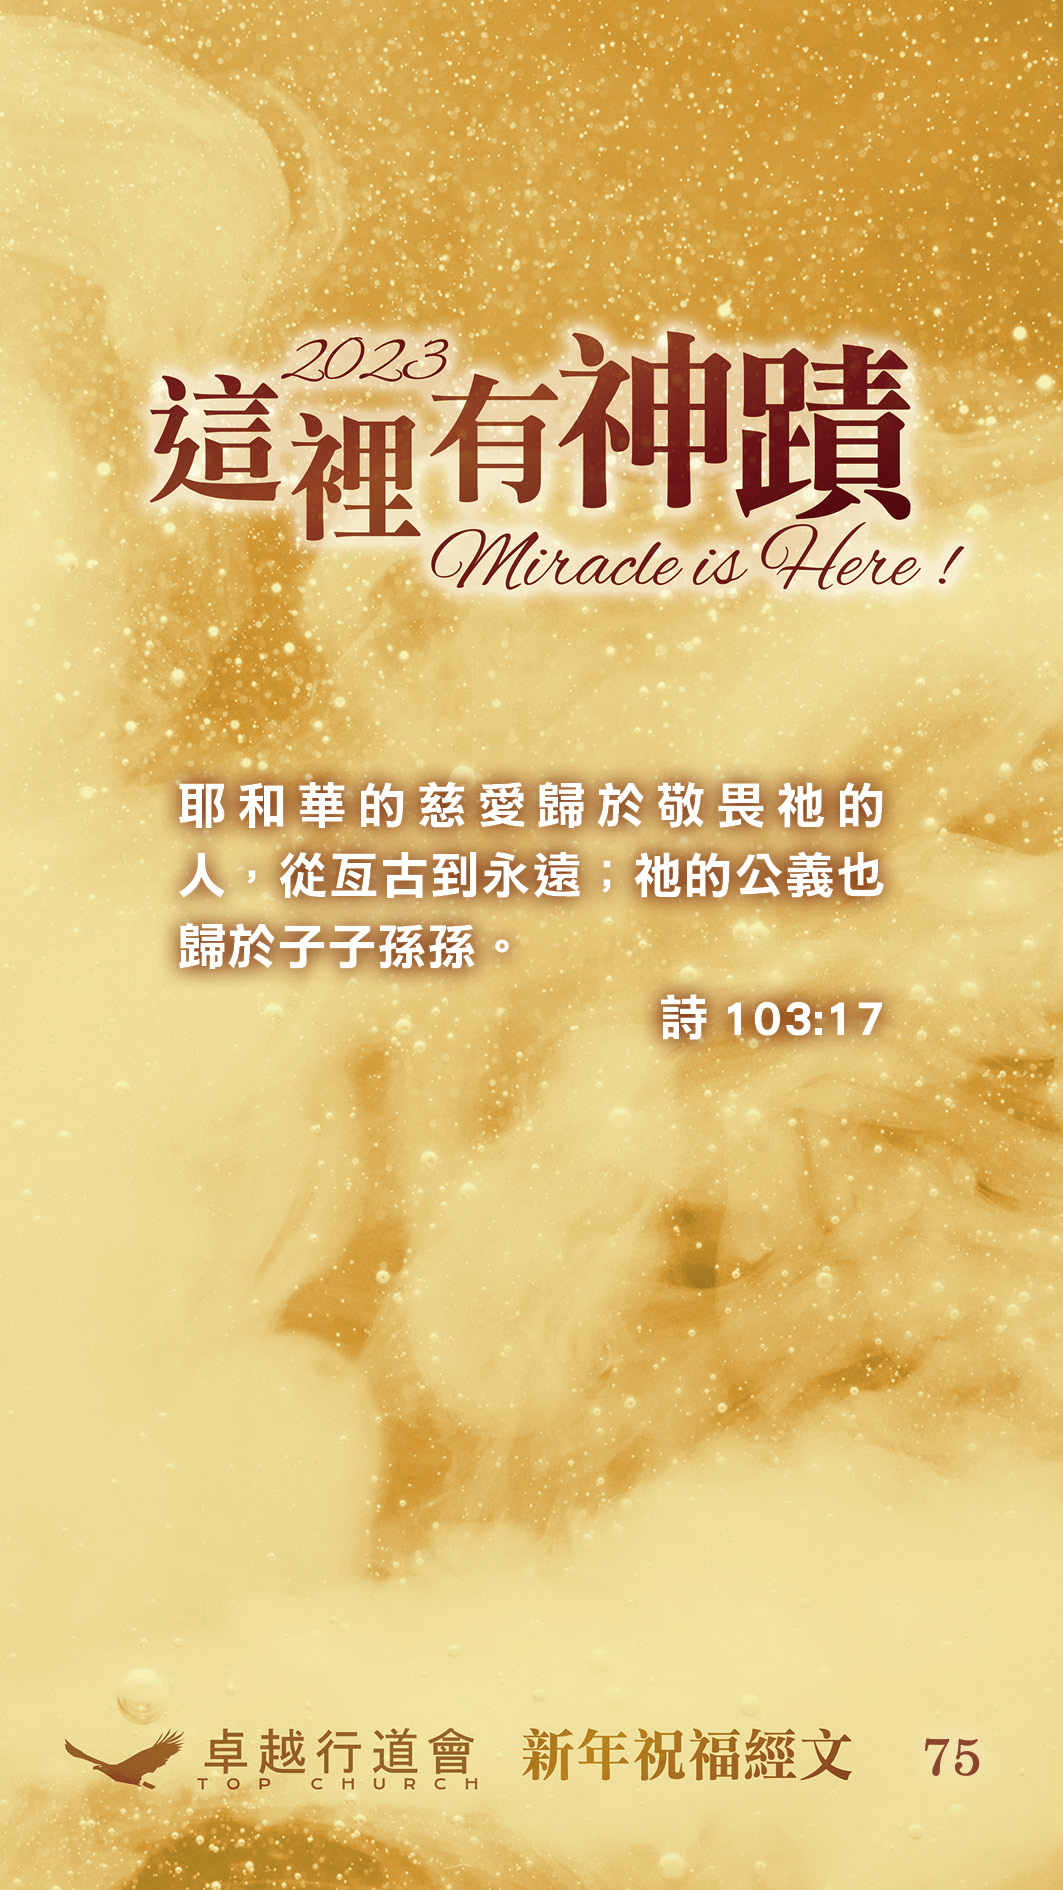 2023
這裡有神蹟
Miracle is Here !
耶和華的慈愛歸於敬畏祂的
人，從亙古到永遠；祂的公義也
歸於子子孫孫。
詩 103:17
卓越行道會
TOP CHURCH
新年祝福經文
75